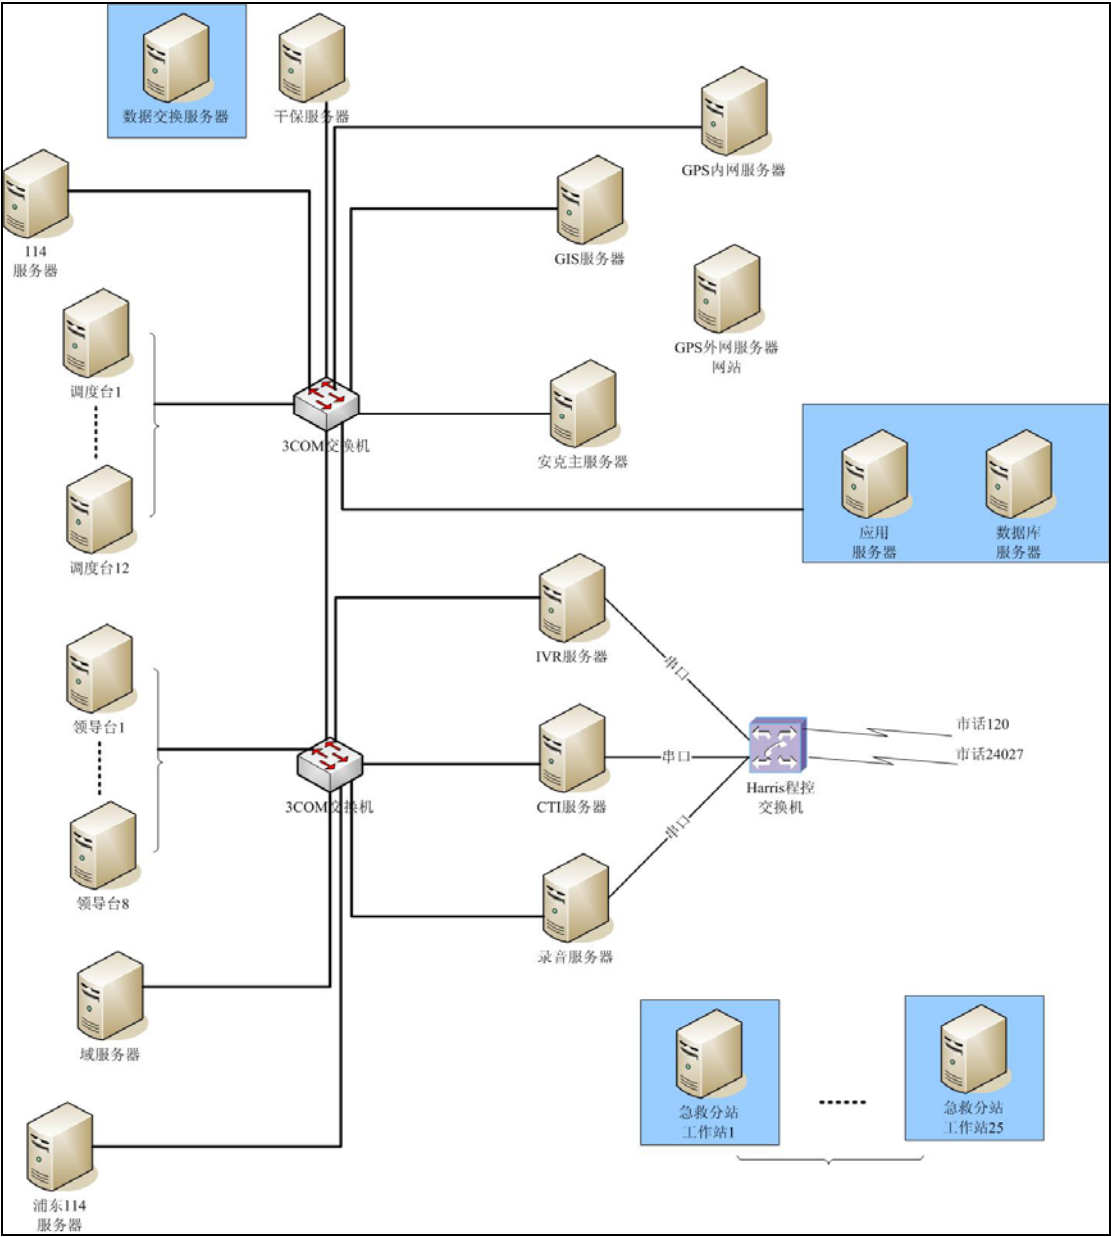 数据交换服务器
干保服务器
GPS内网服务器
114
服务器
GIS服务器
GPS外网服务器
网站
调度台1
3COM交换机
安克主服务器
应用
服务器
数据库
服务器
调度台12
IVR服务器
串口
领导台1
市话120
市话24027
串口
Harris程控
交换机
3COM交换机
CTI服务器
串口
领导台8
录音服务器
域服务器
急救分站
工作站1
急救分站
工作站25
浦东114
服务器